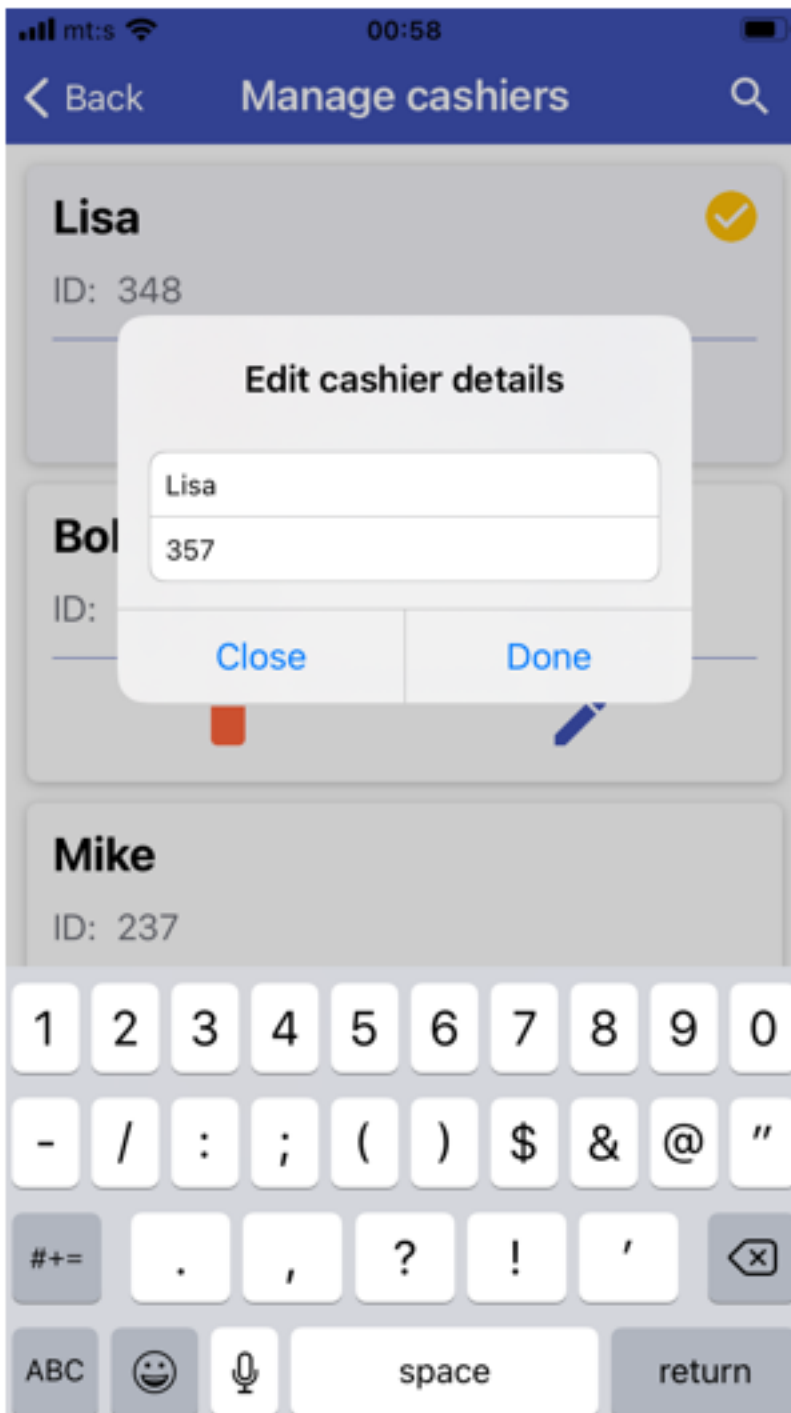 mt:s 00:58
Back Manage cashiers
Lisa
ID: 348
Edit cashier details
Lisa
357
ID:
Close Done
Mike
ID: 237
1 2 3 4 5 6 7 8 9 0
- / : ; ( ) $ & @ "
#+= . , ? ! '
ABC space return